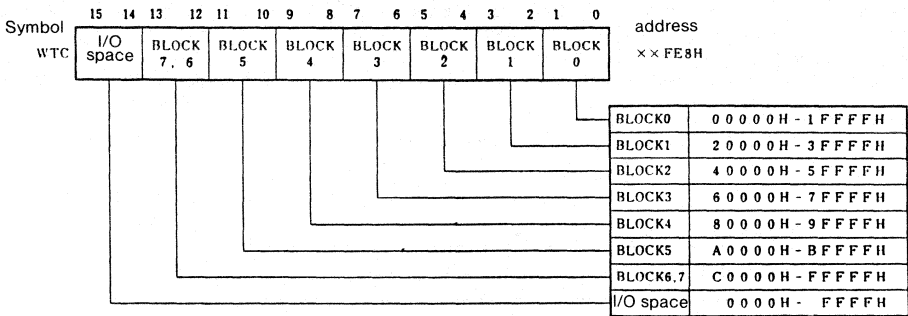 15 14 13 12 11 10 9 8 7 6 5 4 3 2 1 0
Symbol address
WTC I/O space BLOCK 7, 6 BLOCK 5 BLOCK 4 BLOCK 3 BLOCK 2 BLOCK 1 BLOCK 0 ××FE8H
BLOCK0 00000H-1FFFFH
BLOCK1 20000H-3FFFFH
BLOCK2 40000H-5FFFFH
BLOCK3 60000H-7FFFFH
BLOCK4 80000H-9FFFFH
BLOCK5 A0000H-BFFFFH
BLOCK6,7 C0000H-FFFFFH
I/O space 0000H- FFFFH